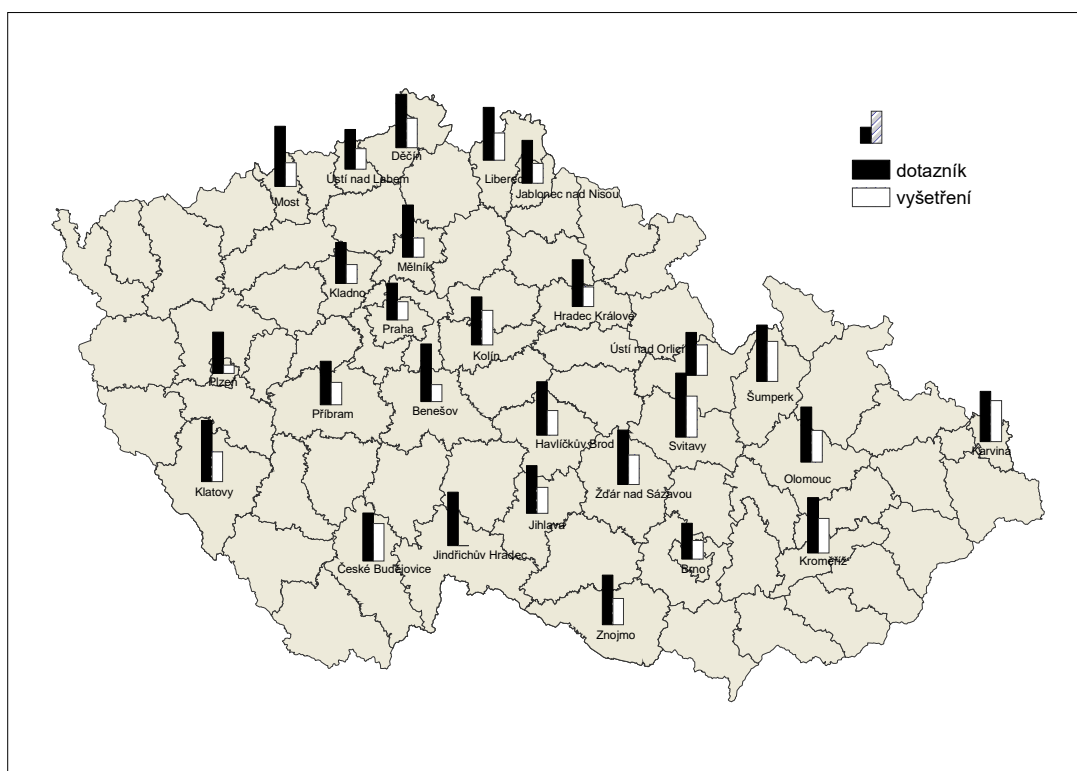 Děčín
Ústí nad Labem
Liberec
Most
Jablonec nad Nisou
dotazník
vyšetření
Mělník
Kladno
Praha
Hradec Králové
Kolín
Ústí nad Orlicí
Plzeň
Příbram
Benešov
Šumperk
Havlíčkův Brod
Svitavy
Karviná
Klatovy
Žďár nad Sázavou
Olomouc
Jihlava
České Budějovice
Jindřichův Hradec
Brno
Kroměříž
Znojmo